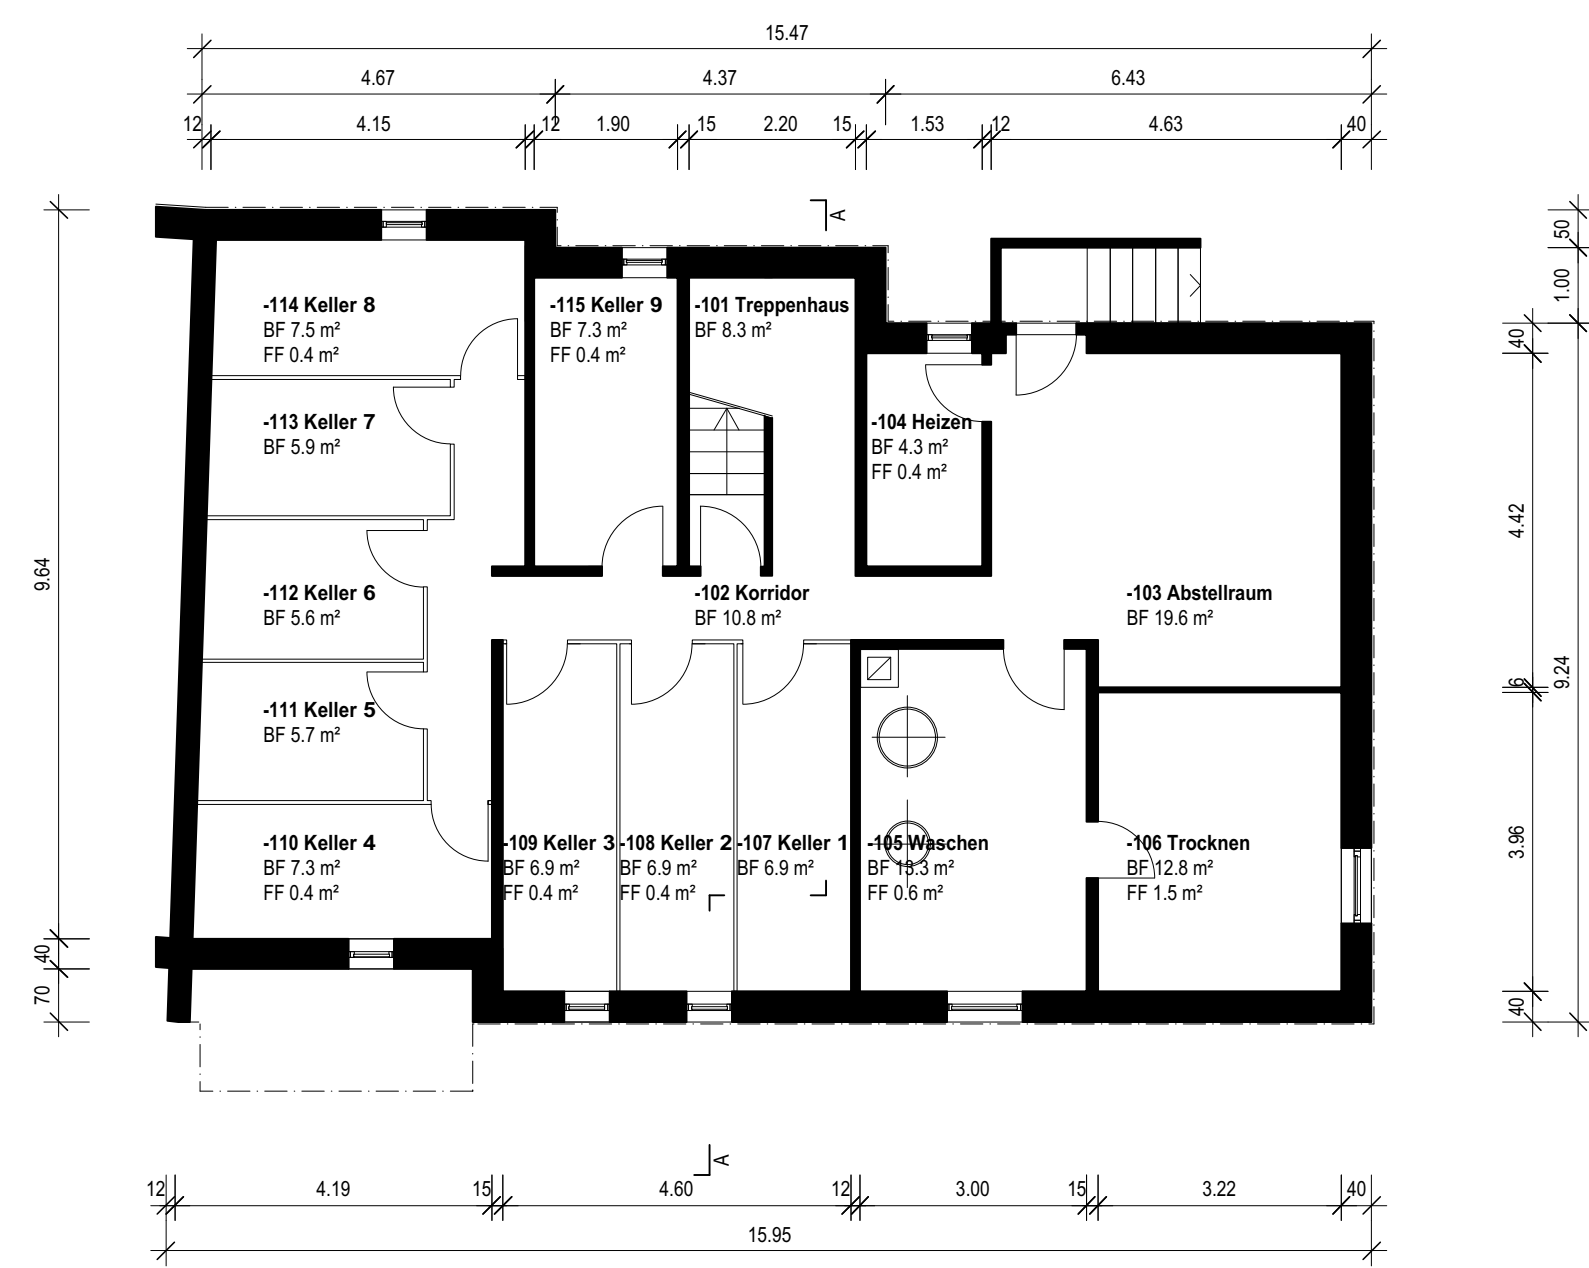 15.47
4.67 4.37 6.43
12 4.15 12 1.90 15 2.20 15 1.53 12 4.63 40
A
50
1.00
-114 Keller 8
BF 7.5 m²
FF 0.4 m²
-115 Keller 9
BF 7.3 m²
FF 0.4 m²
-101 Treppenhaus
BF 8.3 m²
40
-113 Keller 7
BF 5.9 m²
-104 Heizen
BF 4.3 m²
FF 0.4 m²
4.42
9.64
-112 Keller 6
BF 5.6 m²
-102 Korridor
BF 10.8 m²
-103 Abstellraum
BF 19.6 m²
6
9.24
-111 Keller 5
BF 5.7 m²
-110 Keller 4
BF 7.3 m²
FF 0.4 m²
-109 Keller 3
BF 6.9 m²
FF 0.4 m²
-108 Keller 2
BF 6.9 m²
FF 0.4 m²
-107 Keller 1
BF 6.9 m²
-105 Waschen
BF 13.3 m²
FF 0.6 m²
-106 Trocknen
BF 12.8 m²
FF 1.5 m²
3.96
40
70
40
A
12 4.19 15 4.60 12 3.00 15 3.22 40
15.95